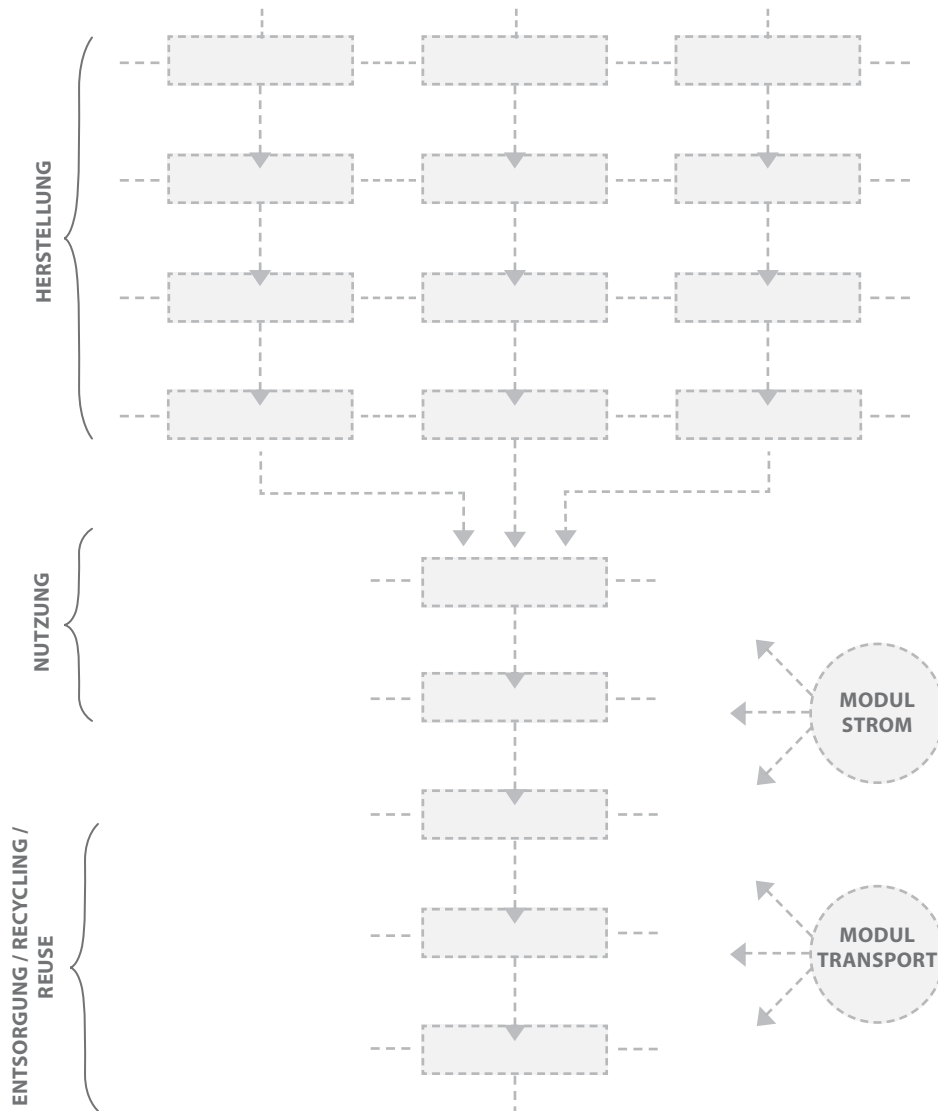 HERSTELLUNG
NUTZUNG
MODUL
STROM
ENTSORGUNG / RECYCLING /
REUSE
MODUL
TRANSPORT